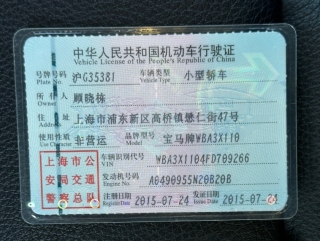 中华人民共和国机动车行驶证
Vehicle License of the People's Republic of China
号牌号码 沪G35381 车辆类型 小型轿车
Plate No. Vehicle Type
所有人 顾晓栋
Owner
住址 上海市浦东新区高桥镇懋仁街47号
Address
使用性质 非营运 品牌型号 宝马牌WBA3X110
Use Character Model
上海市公 车辆识别代号 WBA3X1104FD709266
VIN
安局交通 发动机号码 A0490955N20B20B
Engine No.
警察总队 注册日期 2015-07-24 发证日期 2015-07-24
Register Date Issue Date